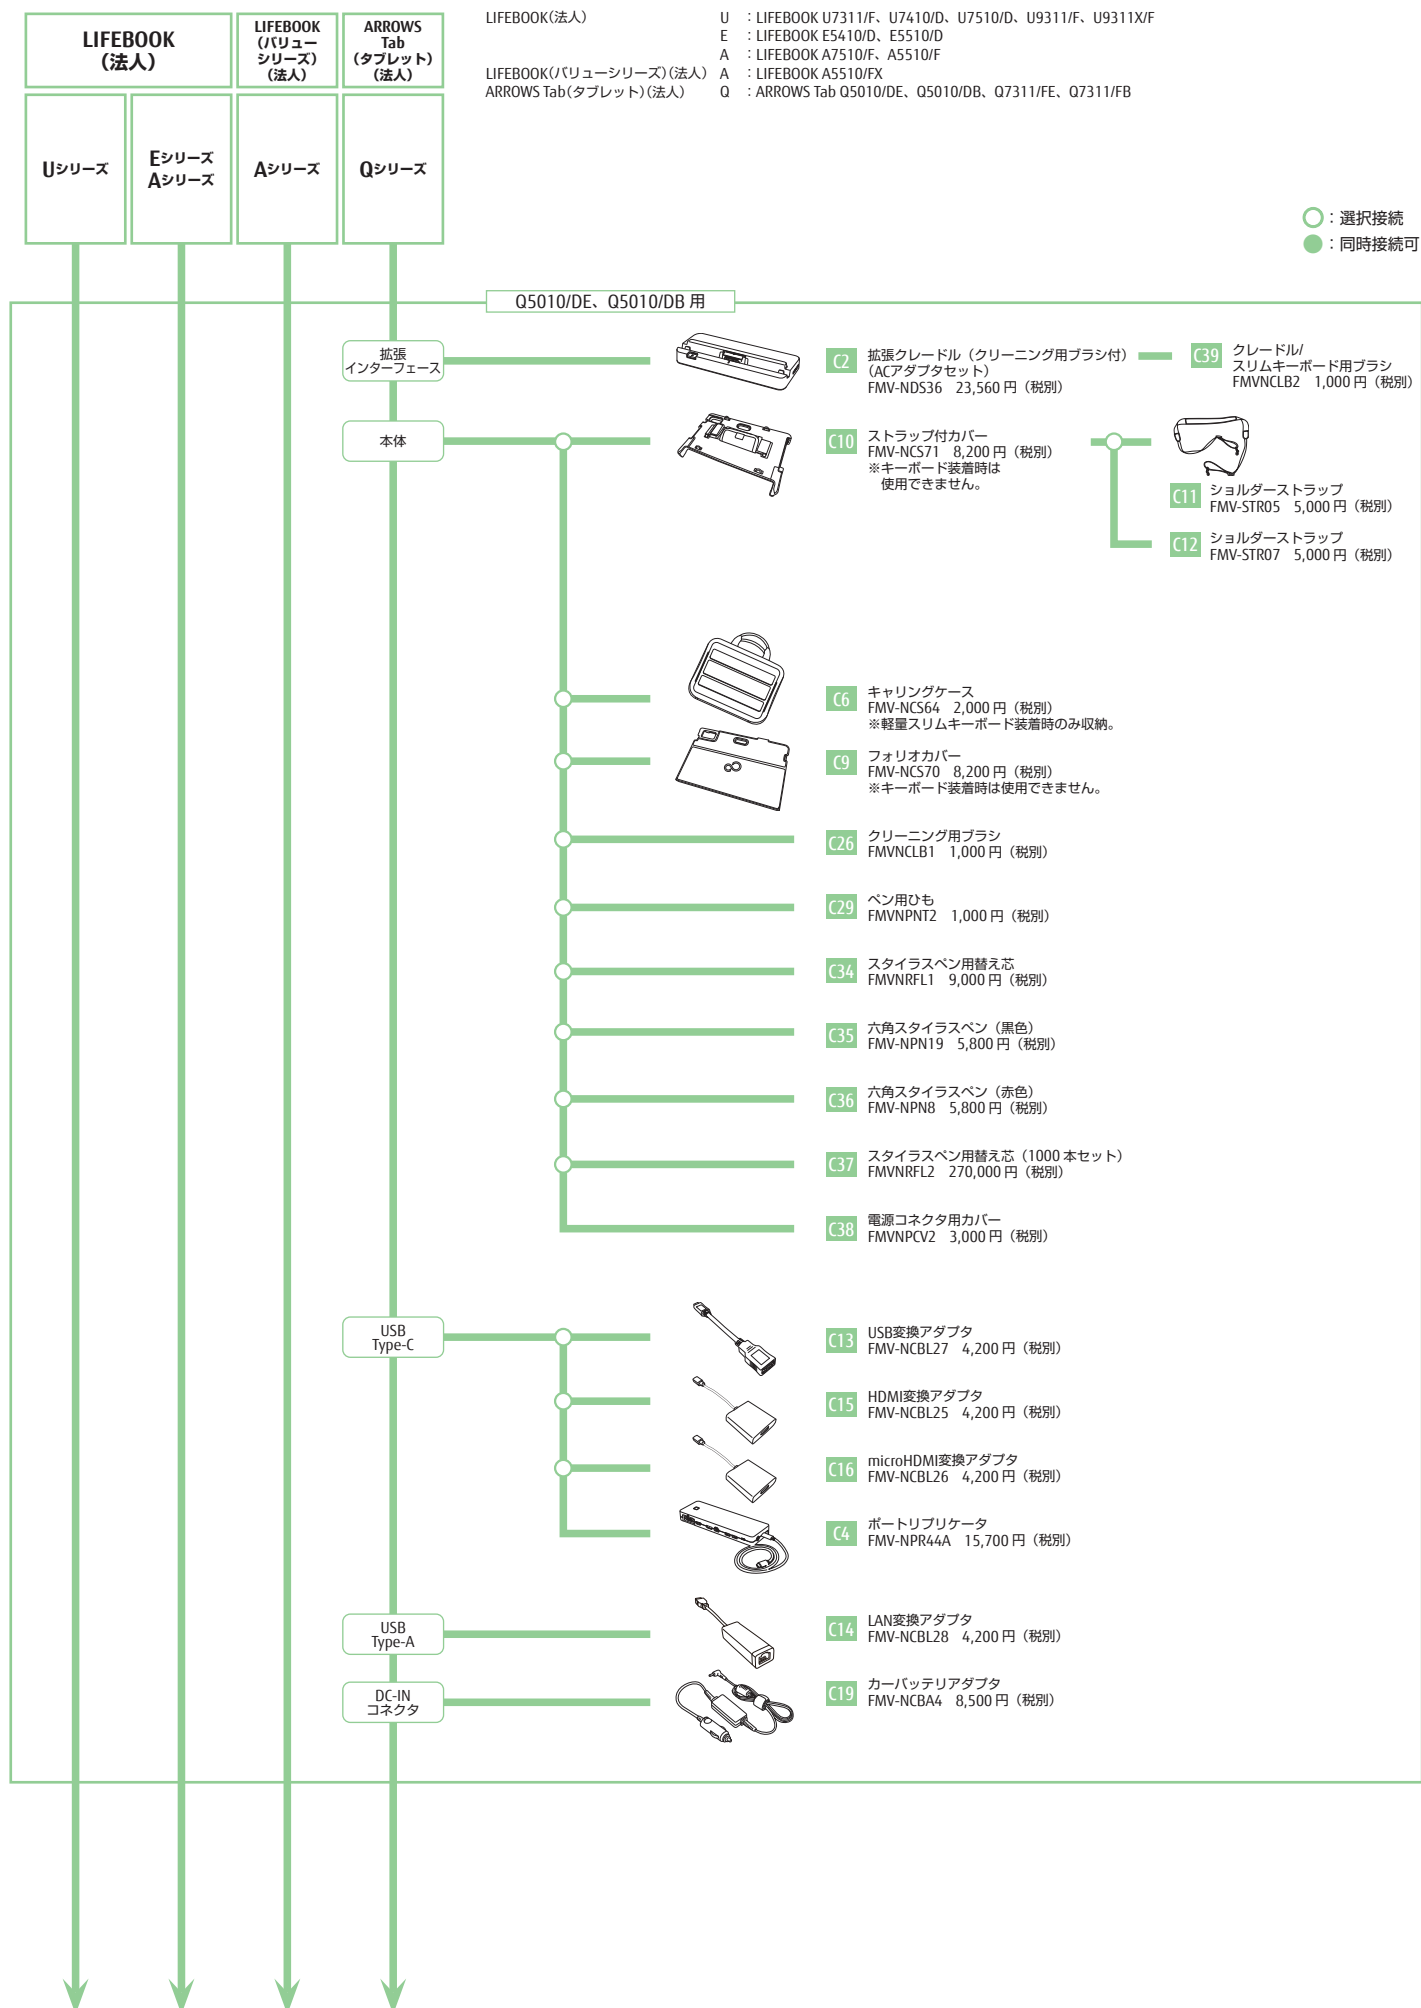 LIFEBOOK
（法人）
LIFEBOOK
（バリュー
シリーズ）
（法人）
ARROWS
Tab
（タブレット）
（法人）
LIFEBOOK（法人） U ：LIFEBOOK U7311/F、U7410/D、U7510/D、U9311/F、U9311X/F
E ：LIFEBOOK E5410/D、E5510/D
A ：LIFEBOOK A7510/F、A5510/F
LIFEBOOK（バリューシリーズ）（法人） A ：LIFEBOOK A5510/FX
ARROWS Tab（タブレット）（法人） Q ：ARROWS Tab Q5010/DE、Q5010/DB、Q7311/FE、Q7311/FB
Uシリーズ
Eシリーズ
Aシリーズ
Aシリーズ
Qシリーズ
：選択接続
：同時接続可
Q5010/DE、Q5010/DB 用
拡張
インターフェース
C2 拡張クレードル（クリーニング用ブラシ付）
（ACアダプタセット）
FMV-NDS36 23,560 円（税別）
C39 クレードル/
スリムキーボード用ブラシ
FMVNCLB2 1,000 円（税別）
本体
C10 ストラップ付カバー
FMV-NCS71 8,200 円（税別）
※キーボード装着時は
使用できません。
C11 ショルダーストラップ
FMV-STR05 5,000 円（税別）
C12 ショルダーストラップ
FMV-STR07 5,000 円（税別）
C6 キャリングケース
FMV-NCS64 2,000 円（税別）
※軽量スリムキーボード装着時のみ収納。
C9 フォリオカバー
FMV-NCS70 8,200 円（税別）
※キーボード装着時は使用できません。
C26 クリーニング用ブラシ
FMVNCLB1 1,000 円（税別）
C29 ペン用ひも
FMVNPNT2 1,000 円（税別）
C34 スタイラスペン用替え芯
FMVNRFL1 9,000 円（税別）
C35 六角スタイラスペン（黒色）
FMV-NPN19 5,800 円（税別）
C36 六角スタイラスペン（赤色）
FMV-NPN8 5,800 円（税別）
C37 スタイラスペン用替え芯（1000 本セット）
FMVNRFL2 270,000 円（税別）
C38 電源コネクタ用カバー
FMVNPCV2 3,000 円（税別）
USB
Type-C
C13 USB変換アダプタ
FMV-NCBL27 4,200 円（税別）
C15 HDMI変換アダプタ
FMV-NCBL25 4,200 円（税別）
C16 microHDMI変換アダプタ
FMV-NCBL26 4,200 円（税別）
C4 ポートリプリケータ
FMV-NPR44A 15,700 円（税別）
USB
Type-A
C14 LAN変換アダプタ
FMV-NCBL28 4,200 円（税別）
DC-IN
コネクタ
C19 カーバッテリアダプタ
FMV-NCBA4 8,500 円（税別）